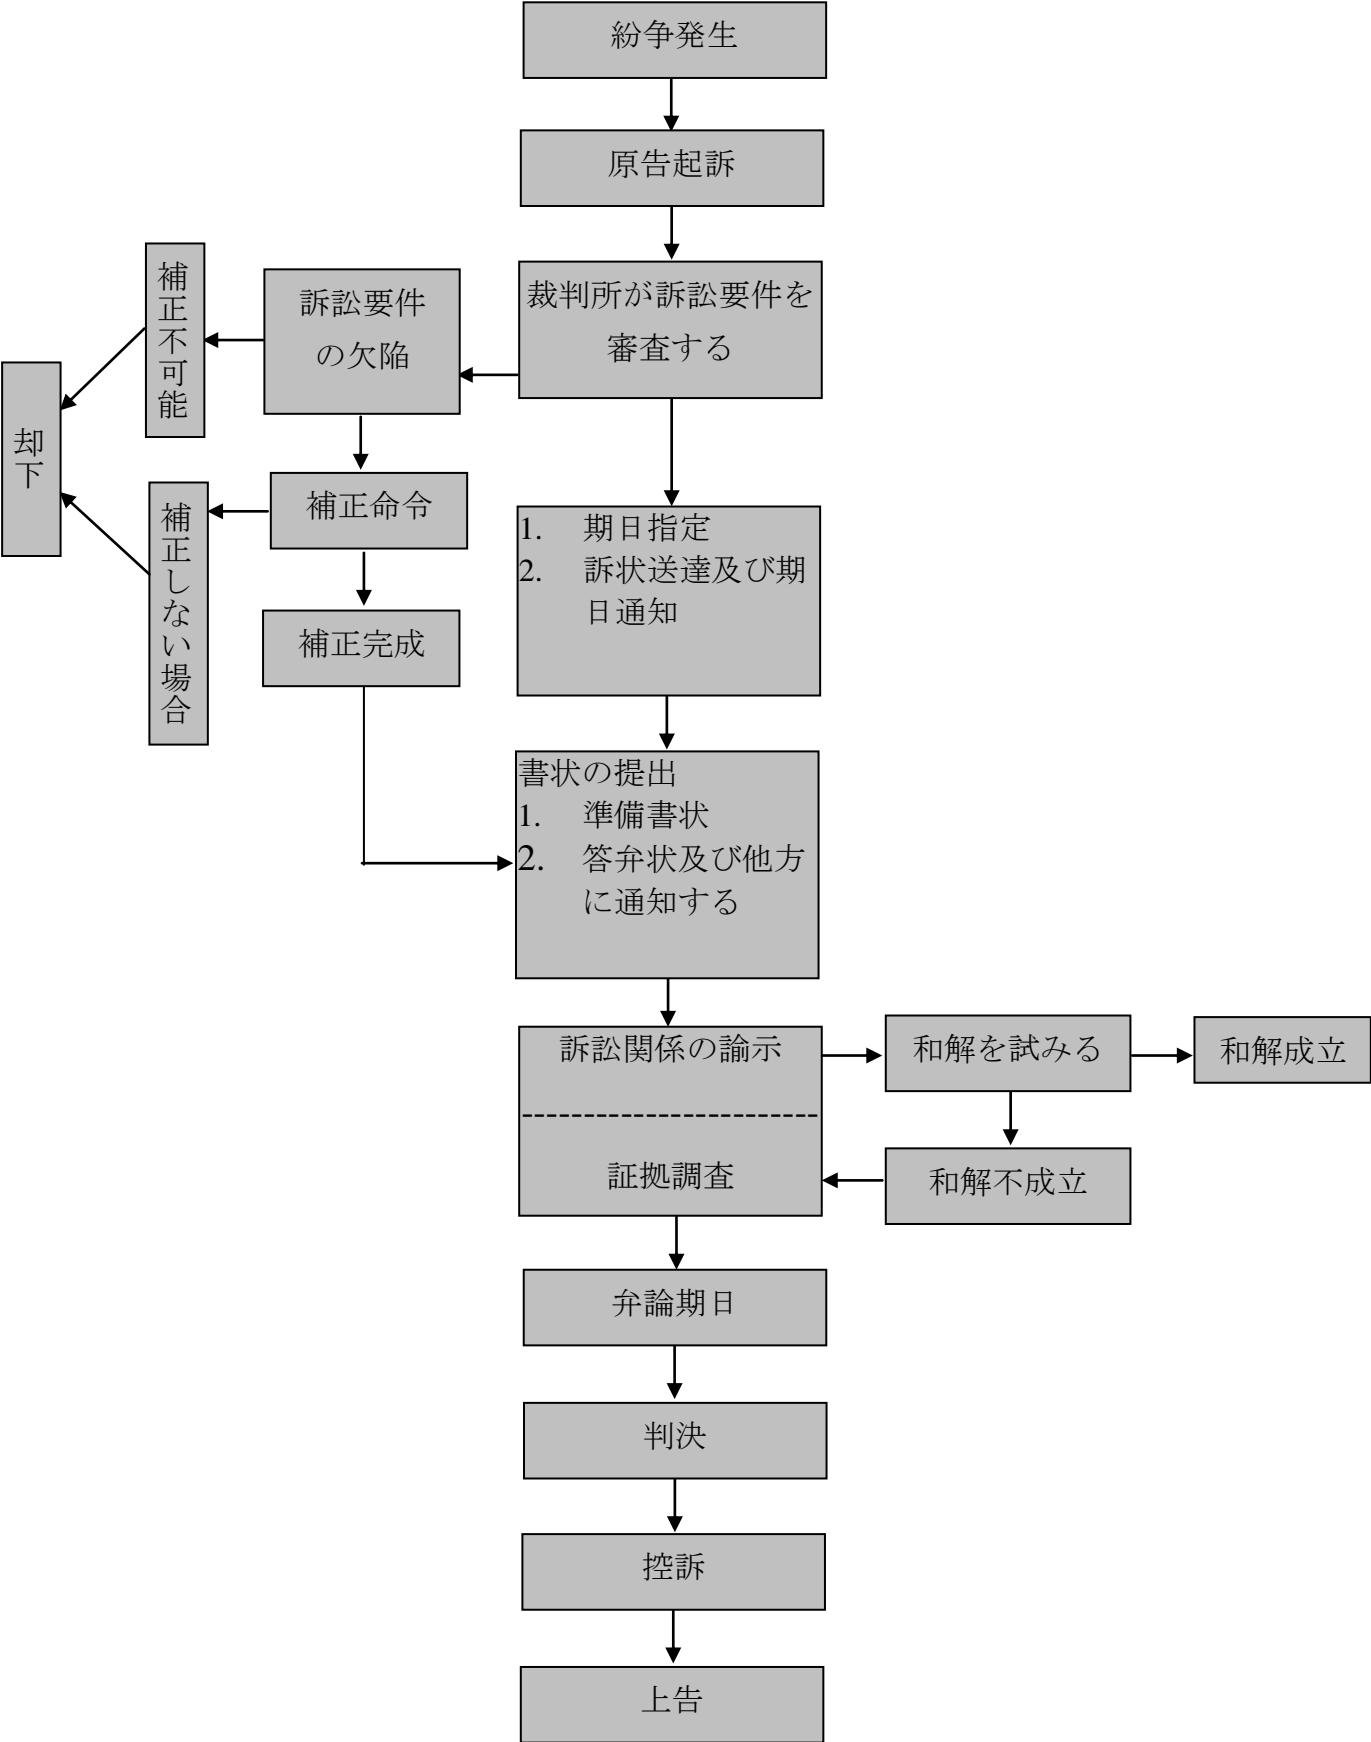 紛争発生
原告起訴
裁判所が訴訟要件を
審査する
訴訟要件
の欠陥
補正不可能
却下
補正命令
補正しない場合
補正完成
1. 期日指定
2. 訴状送達及び期
日通知
書状の提出
1. 準備書状
2. 答弁状及び他方
に通知する
訴訟関係の諭示
和解を試みる
和解成立
証拠調査
和解不成立
弁論期日
判決
控訴
上告